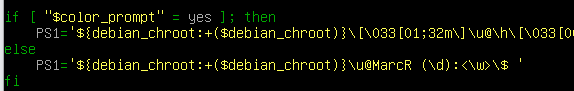 if [ "$color_prompt" = yes ]; then
PS1='${debian_chroot:+($debian_chroot)}\[\033[01;32m\]\u@\h\[\033[0
else
PS1='${debian_chroot:+($debian_chroot)}\u@MarcR (\d):<\w>\$ '
fi